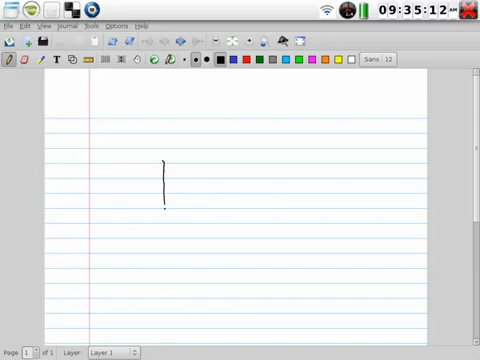 09:35:12 AM
File Edit View Journal Tools Options Help
T
Sans 12
Page 1 of 1 Layer: Layer 1